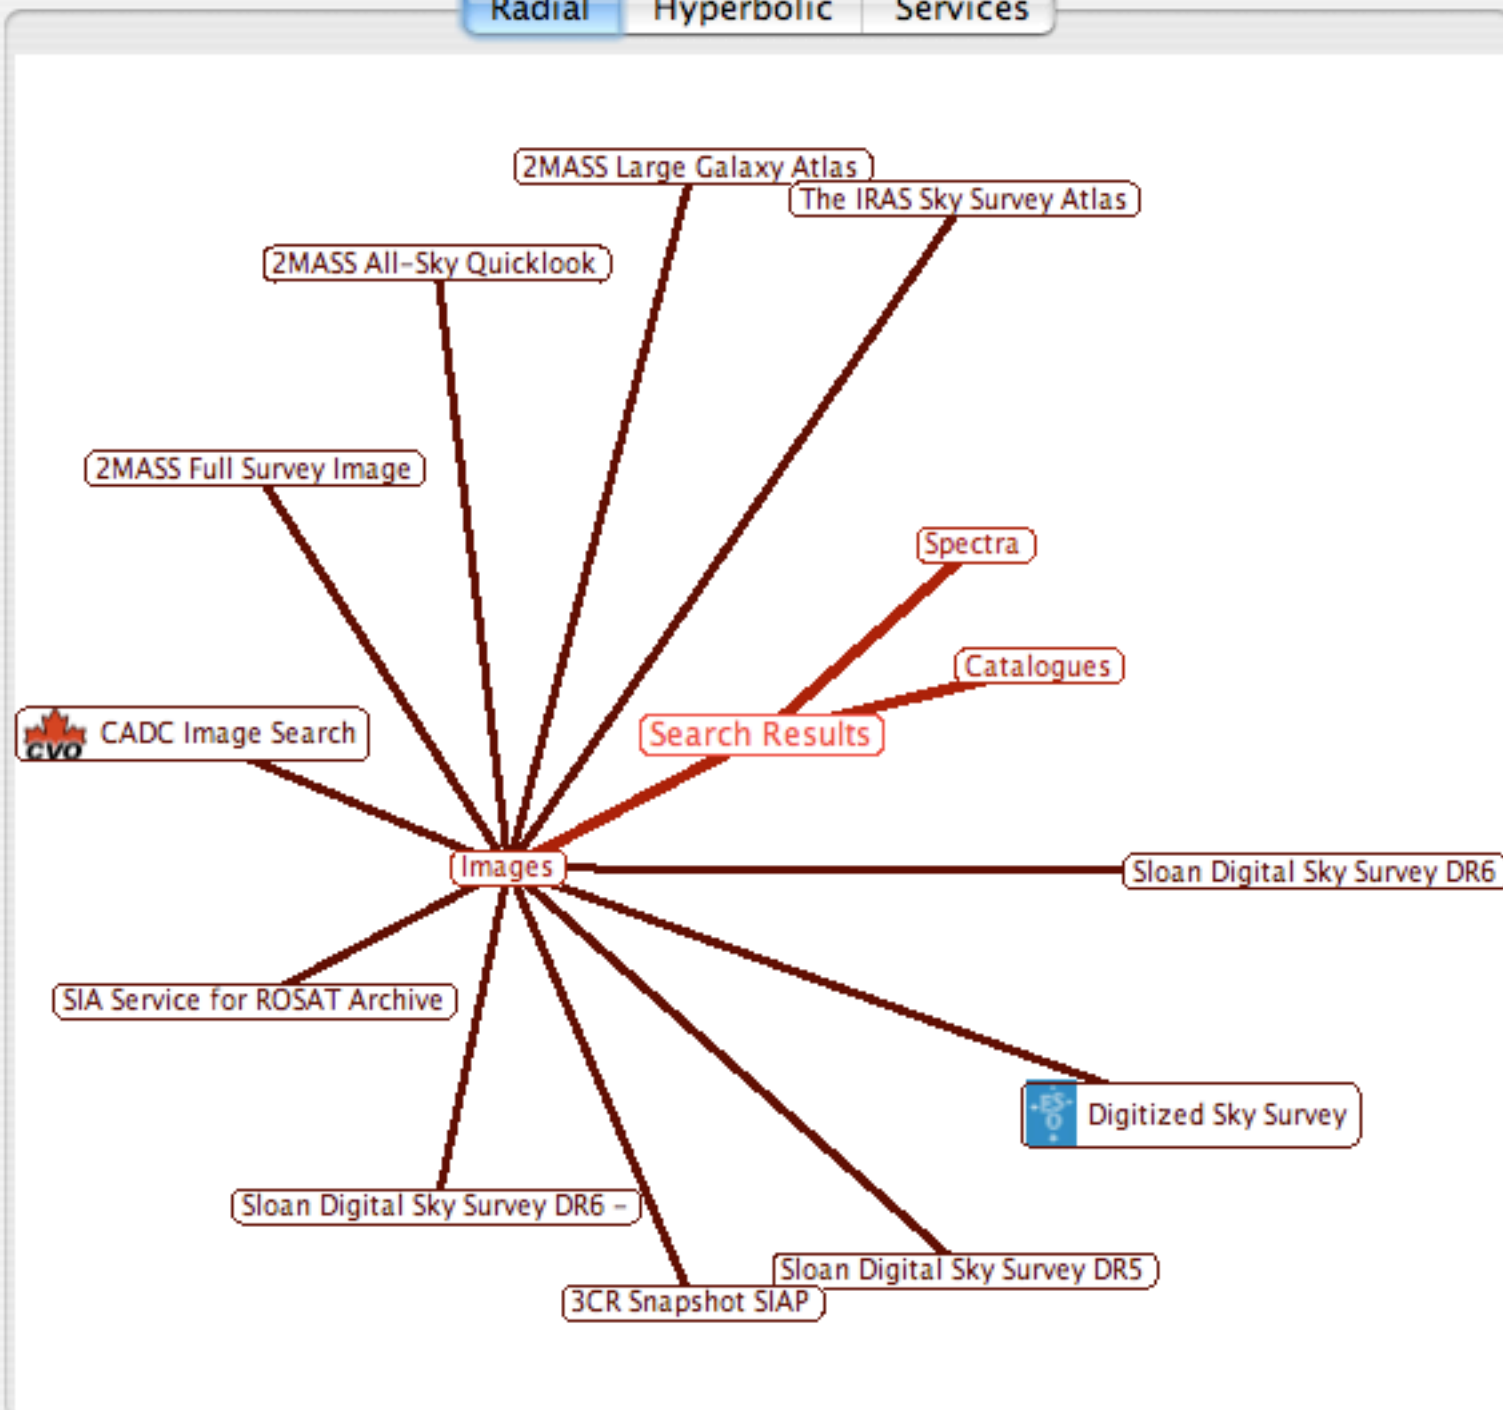 Radial
Hyperbolic
Services
2MASS Large Galaxy Atlas
The IRAS Sky Survey Atlas
2MASS All-Sky Quicklook
2MASS Full Survey Image
Spectra
Catalogues
CVO
CADC Image Search
Search Results
Images
Sloan Digital Sky Survey DR6
SIA Service for ROSAT Archive
ESO
Digitized Sky Survey
Sloan Digital Sky Survey DR6 -
Sloan Digital Sky Survey DR5
3CR Snapshot SIAP